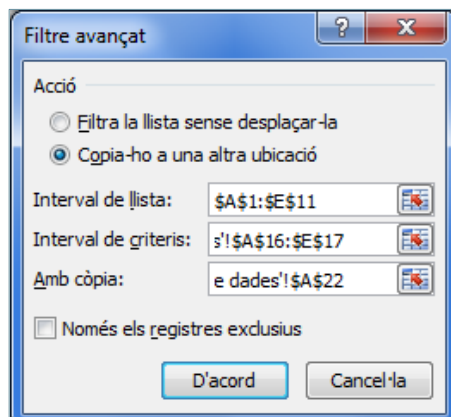 Filtre avançat
?
Acció
Filtra la llista sense desplaçar-la
Copia-ho a una altra ubicació
Interval de llista: $A$1:$E$11
Interval de criteris: s'!$A$16:$E$17
Amb còpia: e dades'!$A$22
Només els registres exclusius
D'acord Cancel·la